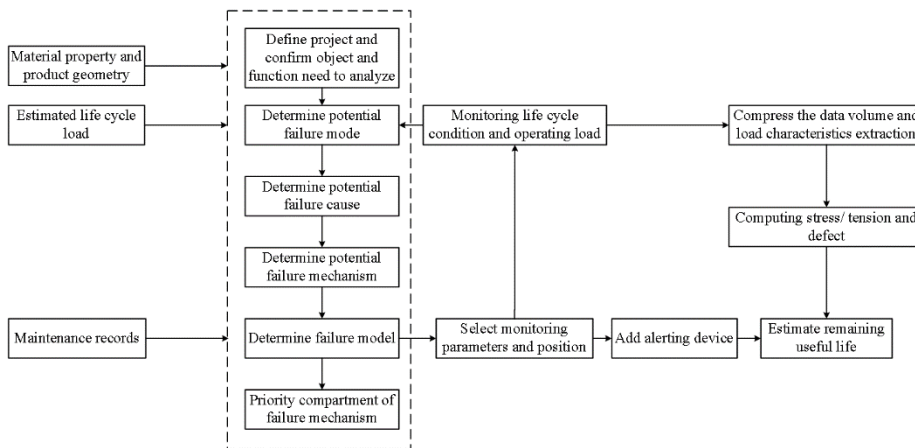 Material property and
product geometry
Estimated life cycle
load
Maintenance records
Define project and
confirm object and
function need to analyze
Determine potential
failure mode
Determine potential
failure cause
Determine potential
failure mechanism
Determine failure model
Priority compartment of
failure mechanism
Monitoring life cycle
condition and operating load
Select monitoring
parameters and position
Add alerting device
Compress the data volume and
load characteristics extraction
Computing stress/ tension and
defect
Estimate remaining
useful life